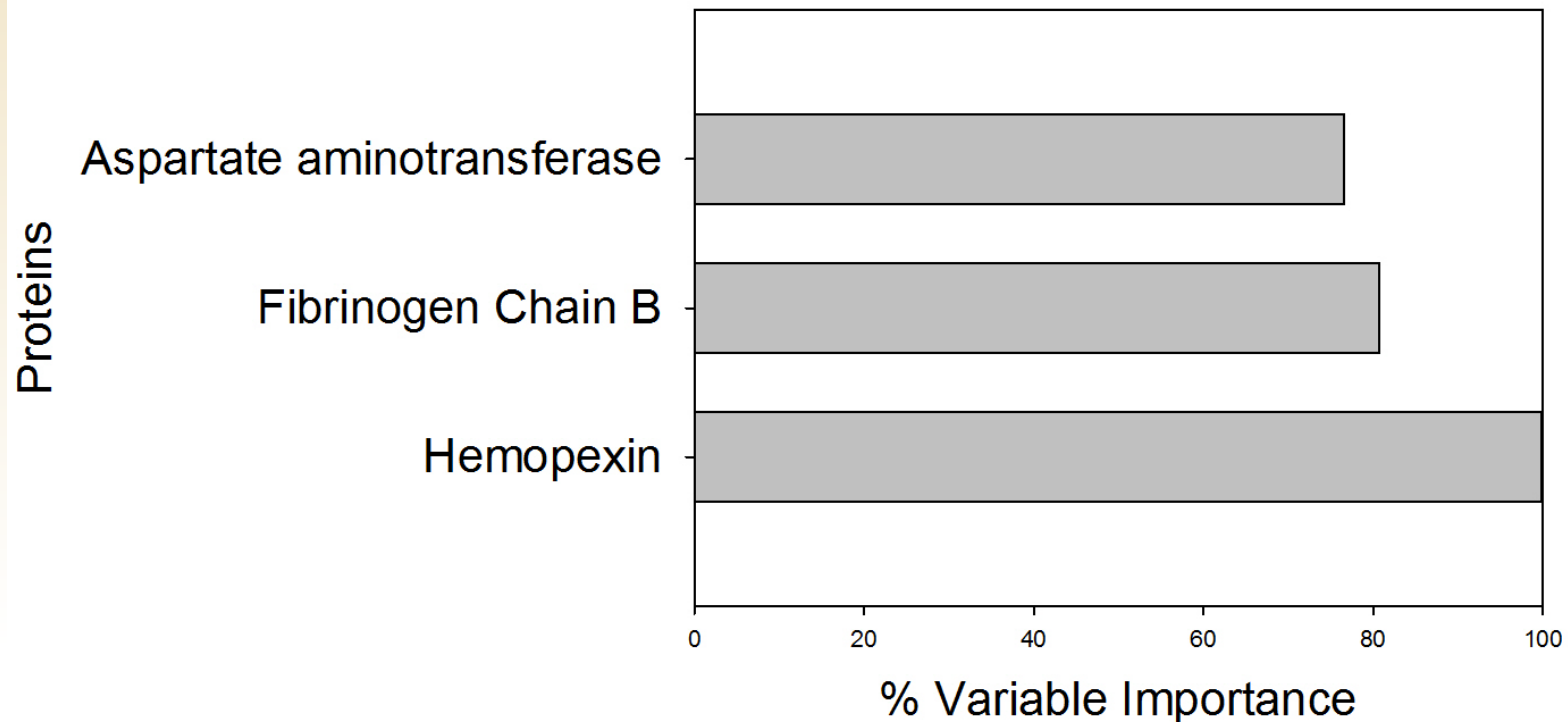 Proteins
Aspartate aminotransferase
Fibrinogen Chain B
Hemopexin
0 20 40 60 80 100
% Variable Importance